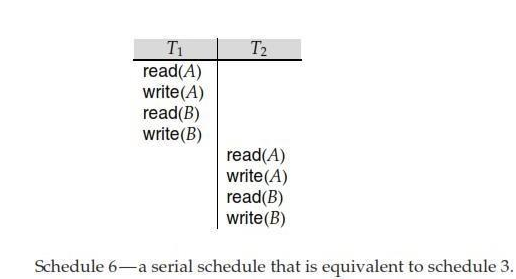 T1 T2
read(A)
write(A)
read(B)
write(B)
read(A)
write(A)
read(B)
write(B)
Schedule 6—a serial schedule that is equivalent to schedule 3.